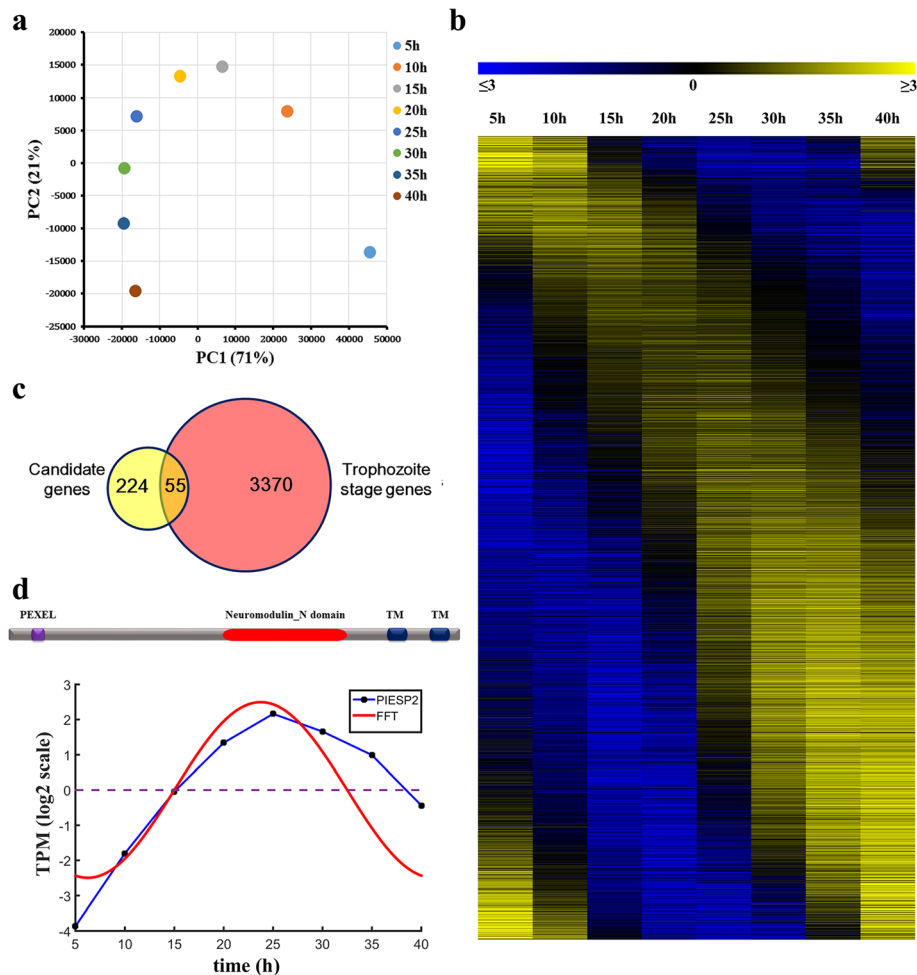 a
PC2 (21%)
20000
15000
10000
5000
0
-5000
-10000
-15000
-20000
-25000
-30000 -20000 -10000 0 10000 20000 30000 40000 50000
PC1 (71%)
5h
10h
15h
20h
25h
30h
35h
40h
b
≤3 0 ≥3
5h 10h 15h 20h 25h 30h 35h 40h
c
Candidate
genes
224 55 3370
Trophozoite
stage genes
d
PEXEL Neuromodulin_N domain TM TM
TPM (log2 scale)
3
2
1
0
-1
-2
-3
-4
5 10 15 20 25 30 35 40
time (h)
PIESP2
FFT